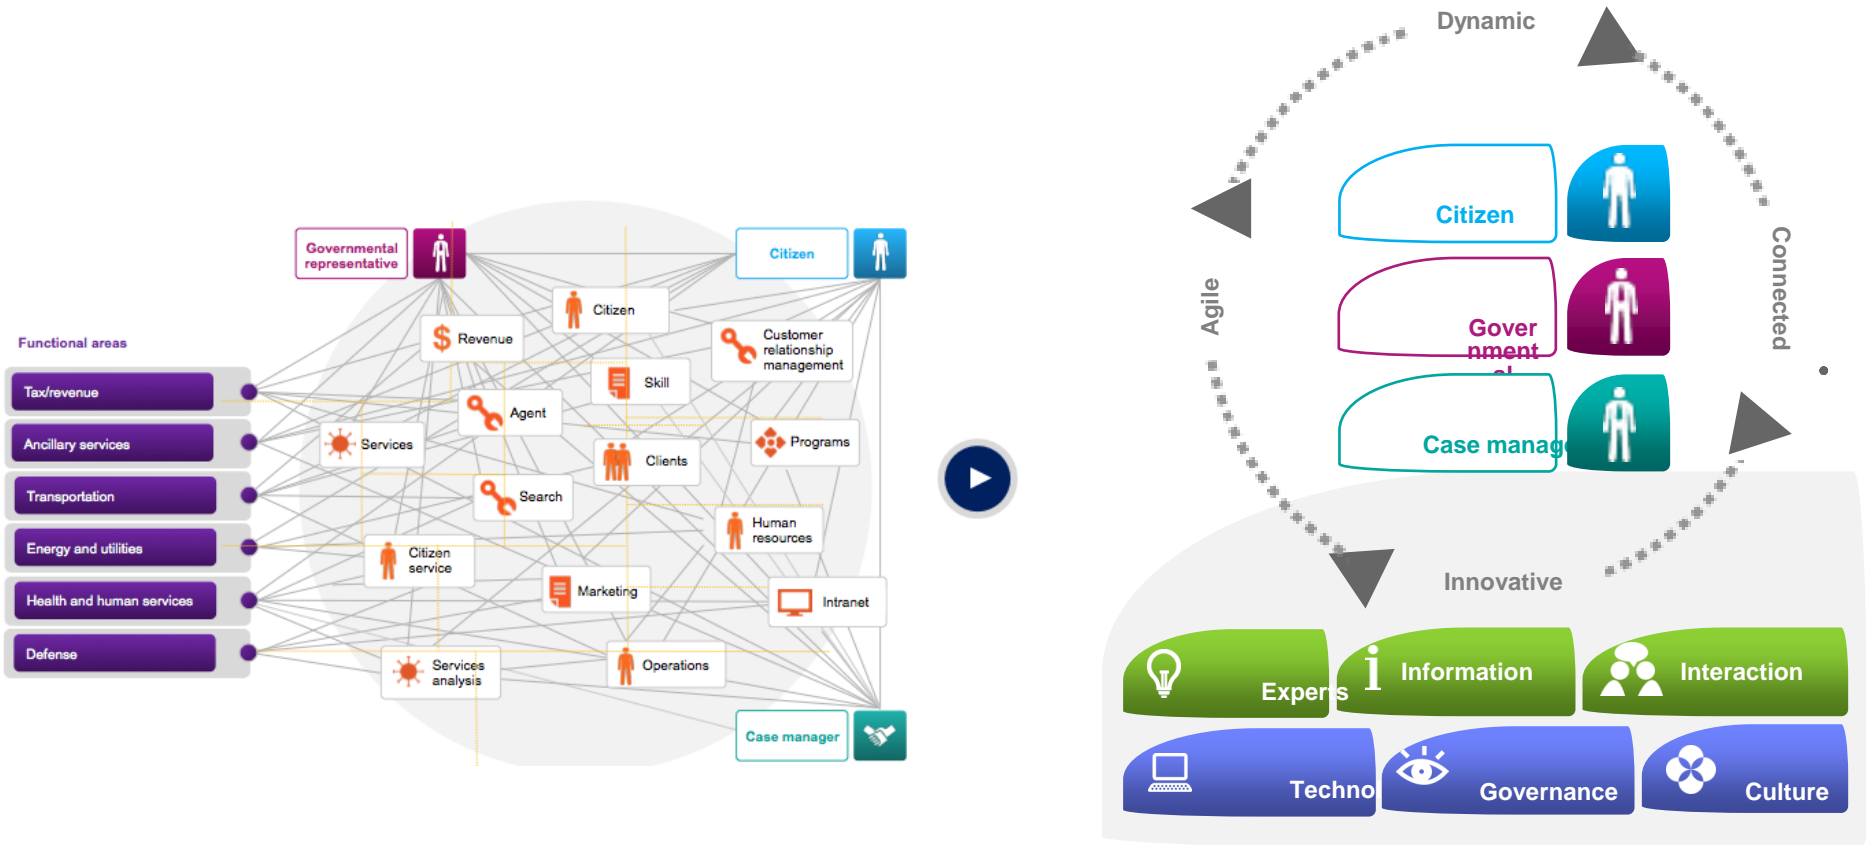 Governmental
representative
Citizen
Citizen
Revenue
Customer
relationship
management
Functional areas
Skill
Tax/revenue
Agent
Ancillary services
Services
Programs
Clients
Transportation
Search
Human
resources
Energy and utilities
Citizen
service
Health and human services
Marketing
Intranet
Defense
Services
analysis
Operations
Case manager
Dynamic
Agile
Connected
Citizen
Gover
nment
al
Case manag
Innovative
Experts
i
Information
Interaction
Techno
Governance
Culture